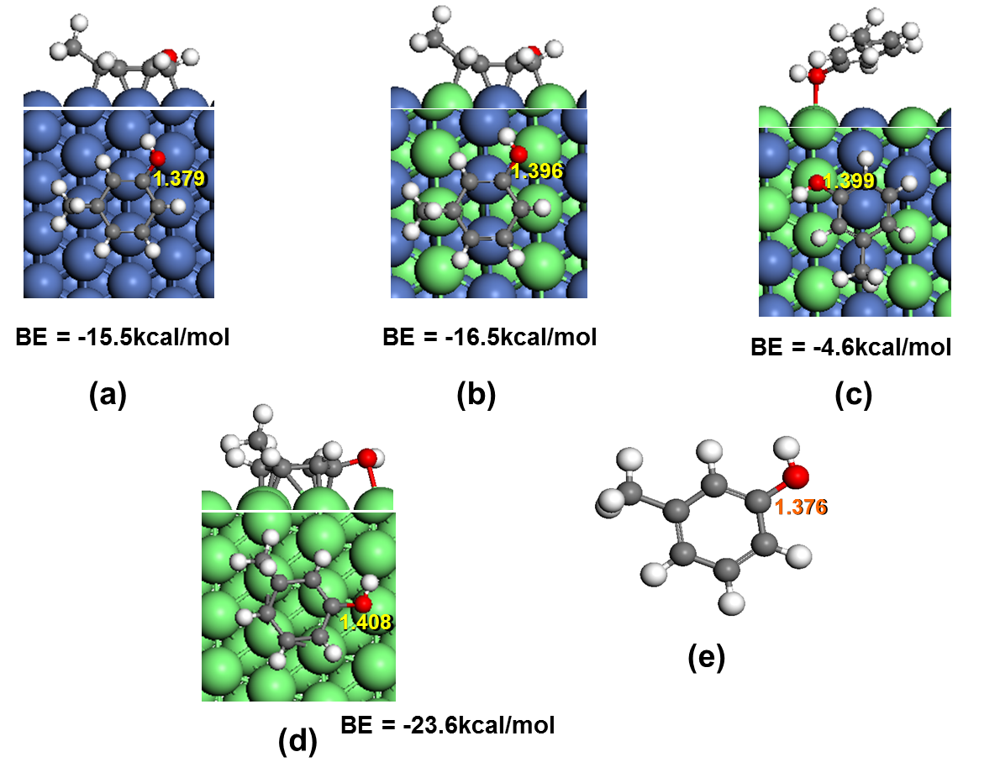 1.379
1.396
1.399
BE = -15.5kcal/mol
BE = -16.5kcal/mol
BE = -4.6kcal/mol
(a)
(b)
(c)
1.408
1.376
BE = -23.6kcal/mol
(d)
(e)